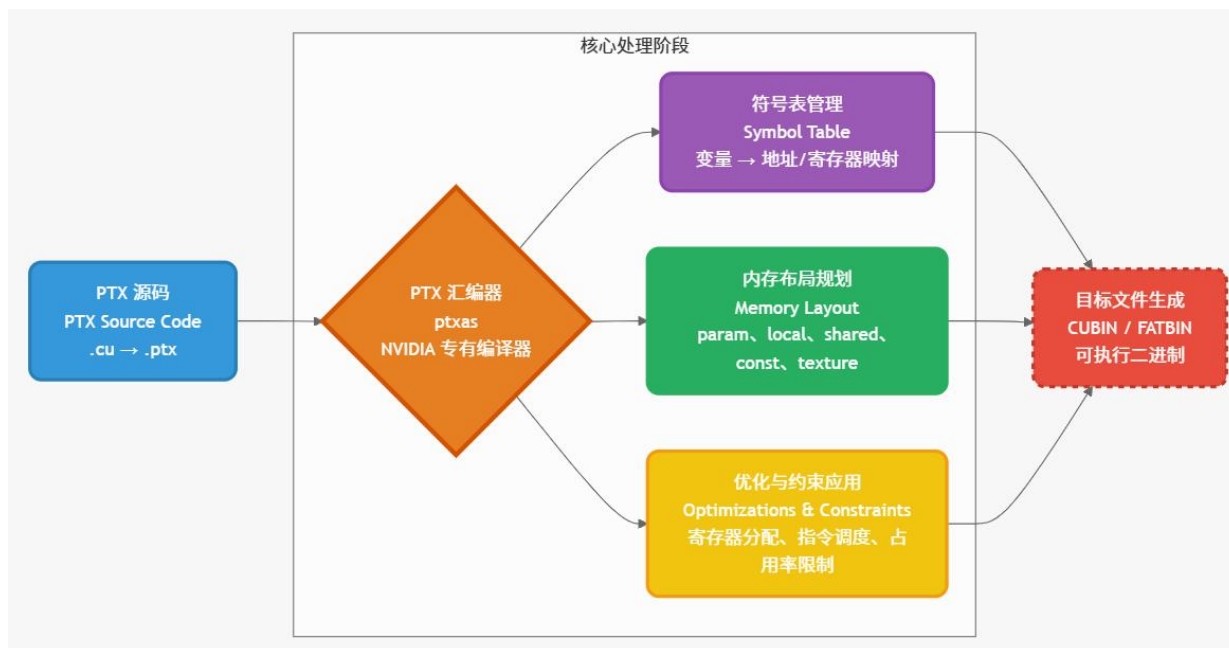 核心处理阶段
PTX 源码
PTX Source Code
.cu → .ptx
PTX 汇编器
ptxas
NVIDIA 专有编译器
符号表管理
Symbol Table
变量 → 地址/寄存器映射
内存布局规划
Memory Layout
param、local、shared、
const、texture
优化与约束应用
Optimizations & Constraints
寄存器分配、指令调度、占
用率限制
目标文件生成
CUBIN / FATBIN
可执行二进制